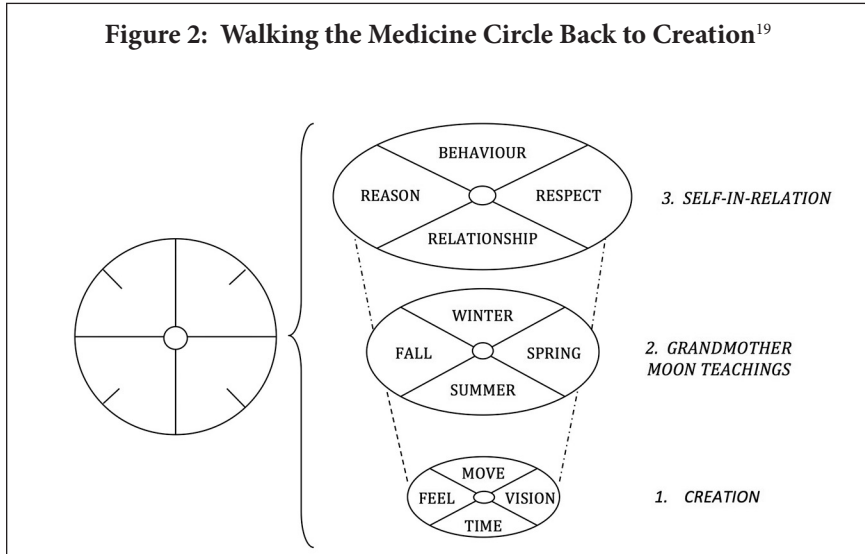 Figure 2: Walking the Medicine Circle Back to Creation19
BEHAVIOUR
REASON
RESPECT
RELATIONSHIP
3. SELF-IN-RELATION
WINTER
FALL
SPRING
SUMMER
2. GRANDMOTHER
MOON TEACHINGS
MOVE
FEEL
VISION
TIME
1. CREATION